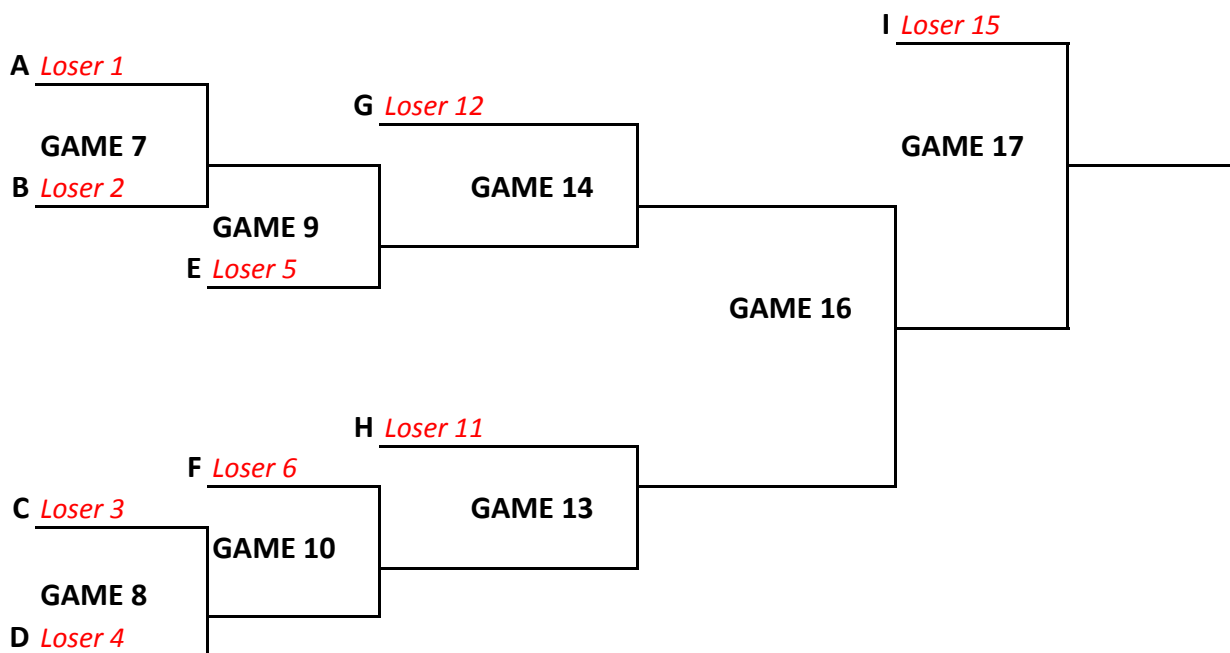 I Loser 15
A Loser 1
G Loser 12
GAME 7
GAME 17
B Loser 2
GAME 14
GAME 9
E Loser 5
GAME 16
H Loser 11
F Loser 6
C Loser 3
GAME 13
GAME 10
GAME 8
D Loser 4